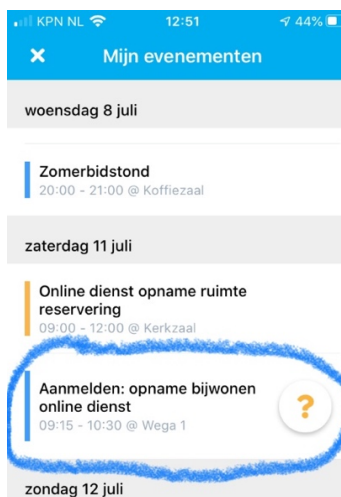 KPN NL 12:51 44%
Mijn evenementen
woensdag 8 juli
Zomerbidstond
20:00 - 21:00 @ Koffiezaal
zaterdag 11 juli
Online dienst opname ruimte
reservering
09:00 - 12:00 @ Kerkzaal
Aanmelden: opname bijwonen
online dienst
09:15 - 10:30 @ Wega 1
?
zondag 12 juli